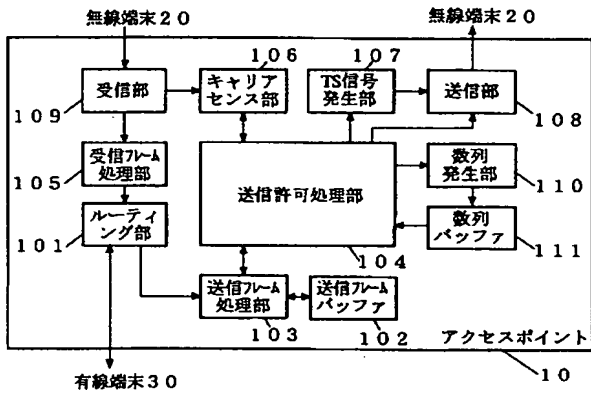 無線端末20
無線端末20
106
107
受信部
キャリア
センス部
TS信号
発生部
送信部
109
108
受信フレーム
処理部
送信許可処理部
数列
発生部
105
110
ルーティ
ング部
数列
バッファ
101
104
111
送信フレーム
処理部
送信フレーム
バッファ
103
102
アクセスポイント
有線端末30
10